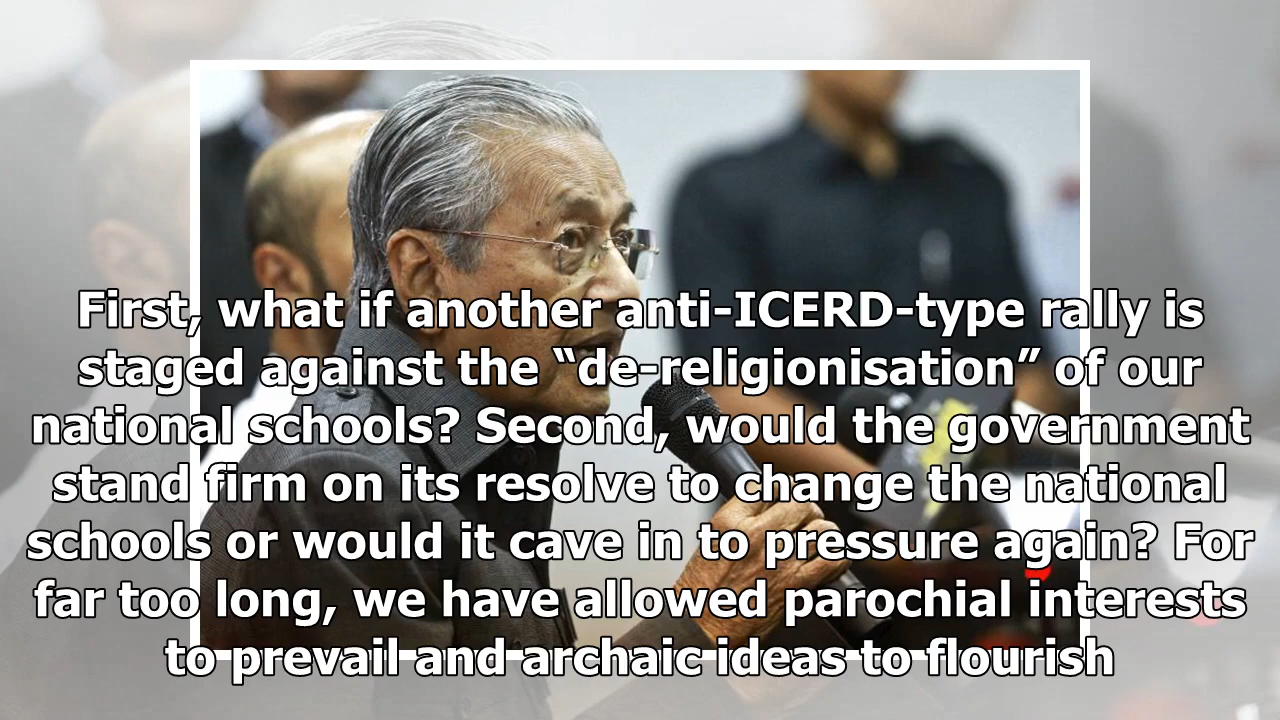 First, what if another anti-ICERD-type rally is
staged against the “de-religionisation” of our
national schools? Second, would the government
stand firm on its resolve to change the national
schools or would it cave in to pressure again? For
far too long, we have allowed parochial interests
to prevail and archaic ideas to flourish